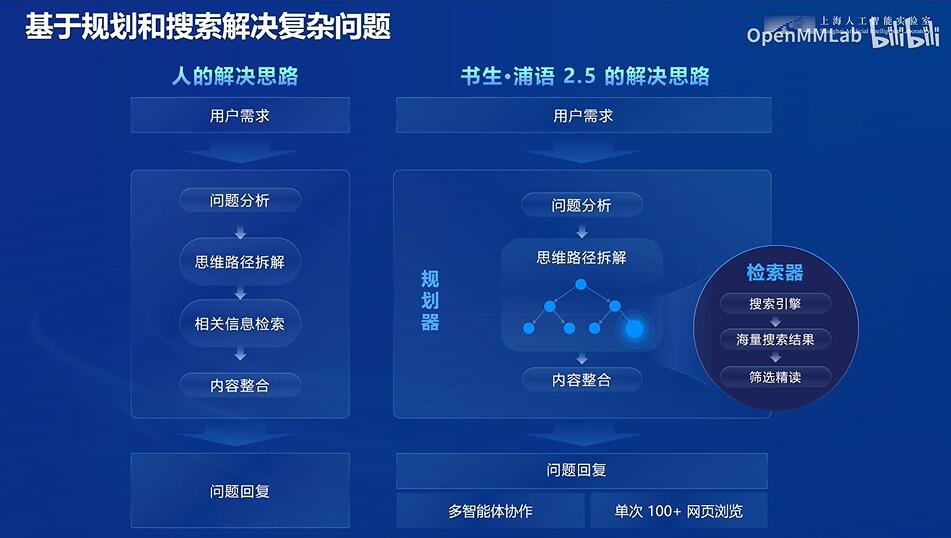 基于规划和搜索解决复杂问题
上海人工智能实验室
OpenMMLab
bilibili
人的解决思路
用户需求
问题分析
思维路径拆解
相关信息检索
内容整合
问题回复
书生·浦语 2.5 的解决思路
用户需求
规划器
问题分析
思维路径拆解
内容整合
检索器
搜索引擎
海量搜索结果
筛选精读
问题回复
多智能体协作
单次 100+ 网页浏览